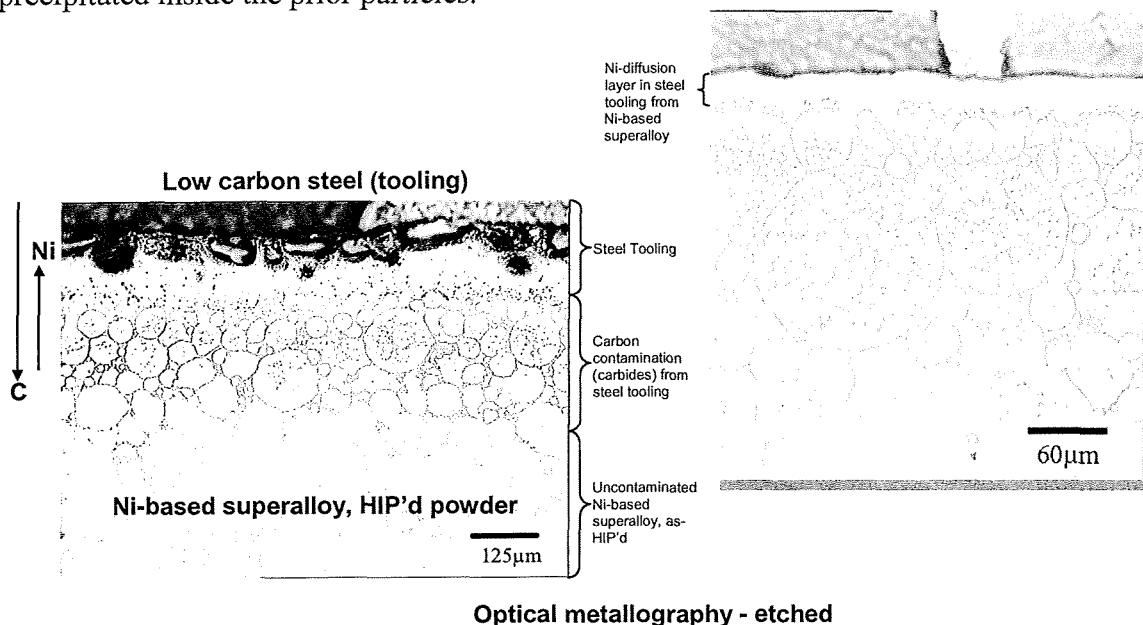 precipitated inside the prior particles.
Ni-diffusion
layer in steel
tooling from
Ni-based
superalloy
Low carbon steel (tooling)
Ni
C
Steel Tooling
Carbon
contamination
(carbides) from
steel tooling
Ni-based superalloy, HIP'd powder
125µm
Uncontaminated
Ni-based
superalloy, as-
HIP'd
60µm
Optical metallography - etched